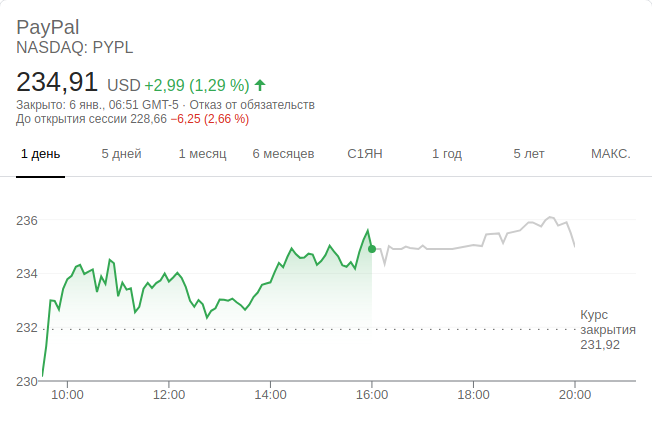 PayPal
NASDAQ: PYPL
234,91 USD +2,99 (1,29 %)
Закрыто: 6 янв., 06:51 GMT-5 · Отказ от обязательств
До открытия сессии 228,66 −6,25 (2,66 %)
1 день 5 дней 1 месяц 6 месяцев С1ЯН 1 год 5 лет МАКС.
236
234
232
230
Курс
закрытия
231,92
10:00 12:00 14:00 16:00 18:00 20:00